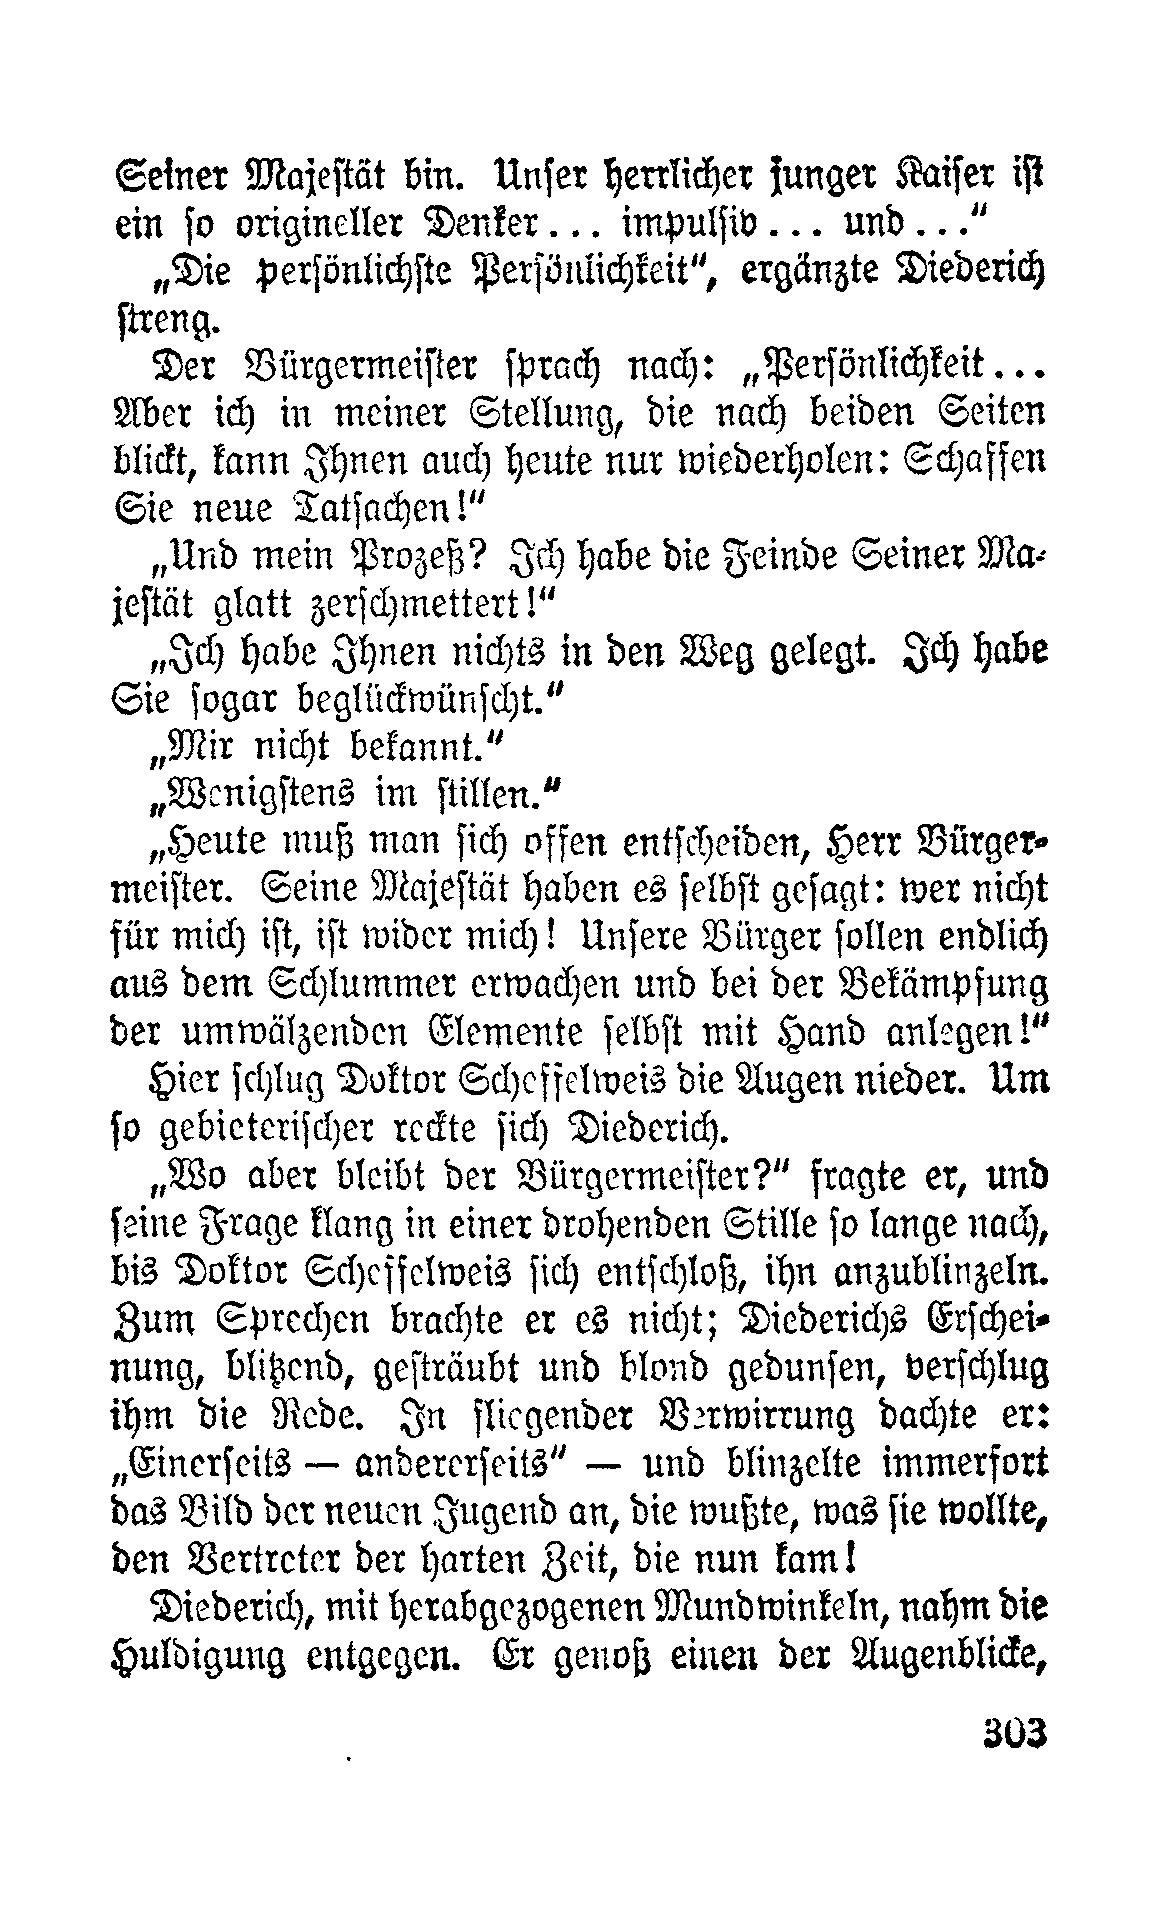 Seiner Majestät bin. Unser herrlicher junger Kaiser ist
ein so origineller Denker... impulsiv... und..."
„Die persönlichste Persönlichkeit", ergänzte Diederich
streng.
Der Bürgermeister sprach nach: „Persönlichkeit...
Aber ich in meiner Stellung, die nach beiden Seiten
blickt, kann Ihnen auch heute nur wiederholen: Schaffen
Sie neue Tatsachen!"
„Und mein Prozeß? Ich habe die Feinde Seiner Ma-
jestät glatt zerschmettert!"
„Ich habe Ihnen nichts in den Weg gelegt. Ich habe
Sie sogar beglückwünscht."
„Mir nicht bekannt."
„Wenigstens im stillen."
„Heute muß man sich offen entscheiden, Herr Bürger-
meister. Seine Majestät haben es selbst gesagt: wer nicht
für mich ist, ist wider mich! Unsere Bürger sollen endlich
aus dem Schlummer erwachen und bei der Bekämpfung
der umwälzenden Elemente selbst mit Hand anlegen!"
Hier schlug Doktor Scheffelweis die Augen nieder. Um
so gebieterischer reckte sich Diederich.
„Wo aber bleibt der Bürgermeister?" fragte er, und
seine Frage klang in einer drohenden Stille so lange nach,
bis Doktor Scheffelweis sich entschloß, ihn anzublinzeln.
Zum Sprechen brachte er es nicht; Diederichs Erschei-
nung, blitzend, gesträubt und blond gedunsen, verschlug
ihm die Rede. In fliegender Verwirrung dachte er:
„Einerseits — andererseits" — und blinzelte immerfort
das Bild der neuen Jugend an, die wußte, was sie wollte,
den Vertreter der harten Zeit, die nun kam!
Diederich, mit herabgezogenen Mundwinkeln, nahm die
Huldigung entgegen. Er genoß einen der Augenblicke,
303